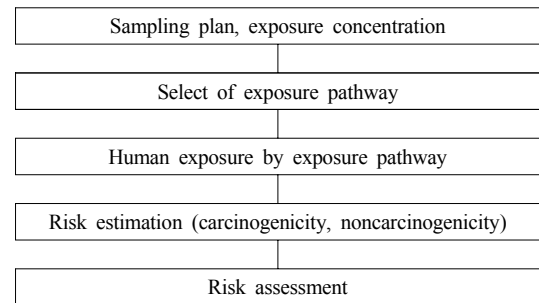 Sampling plan, exposure concentration
Select of exposure pathway
Human exposure by exposure pathway
Risk estimation (carcinogenicity, noncarcinogenicity)
Risk assessment